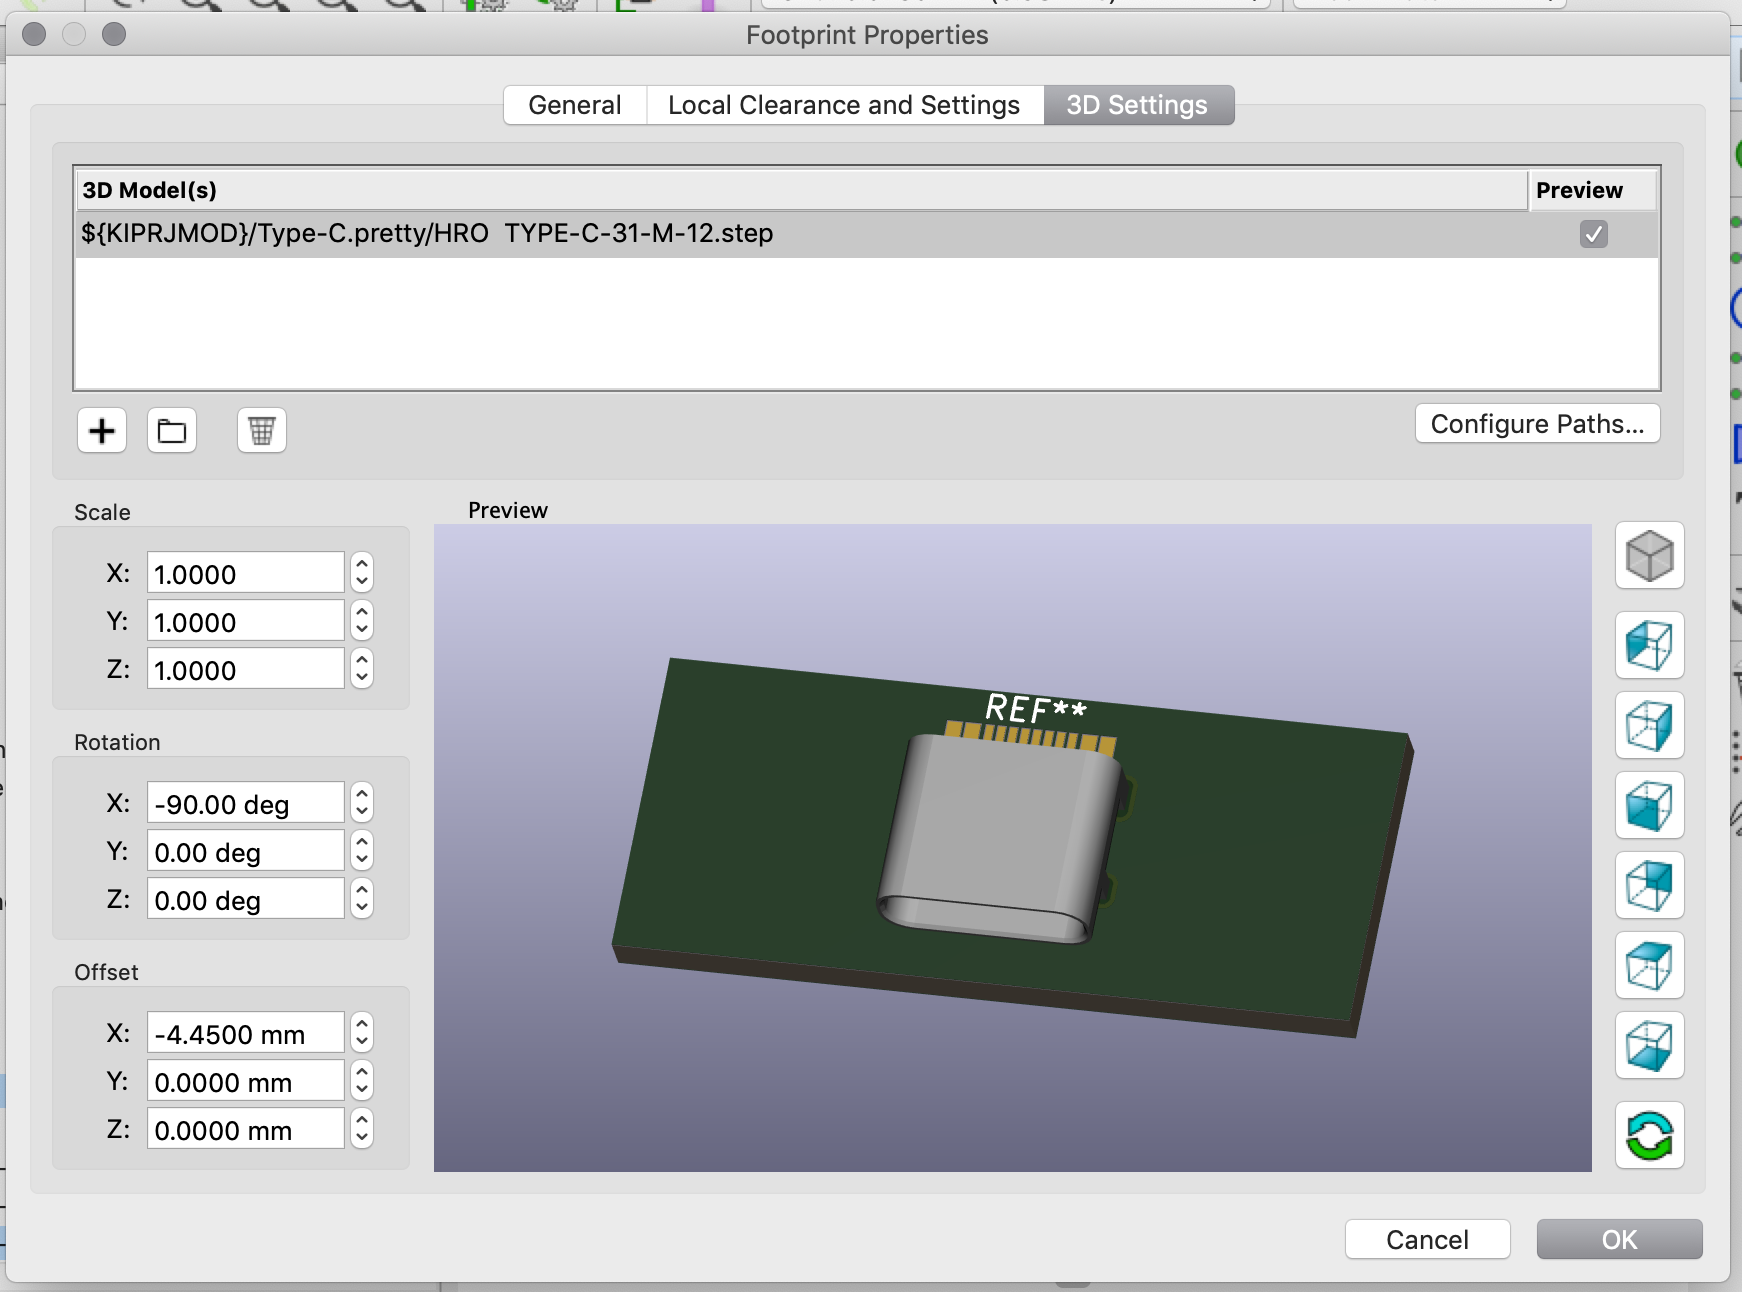 Footprint Properties
General
Local Clearance and Settings
3D Settings
3D Model(s)
Preview
${KIPRJMOD}/Type-C.pretty/HRO  TYPE-C-31-M-12.step
Configure Paths...
Scale
X: 1.0000
Y: 1.0000
Z: 1.0000
Rotation
X: -90.00 deg
Y: 0.00 deg
Z: 0.00 deg
Offset
X: -4.4500 mm
Y: 0.0000 mm
Z: 0.0000 mm
Preview
REF**
Cancel
OK